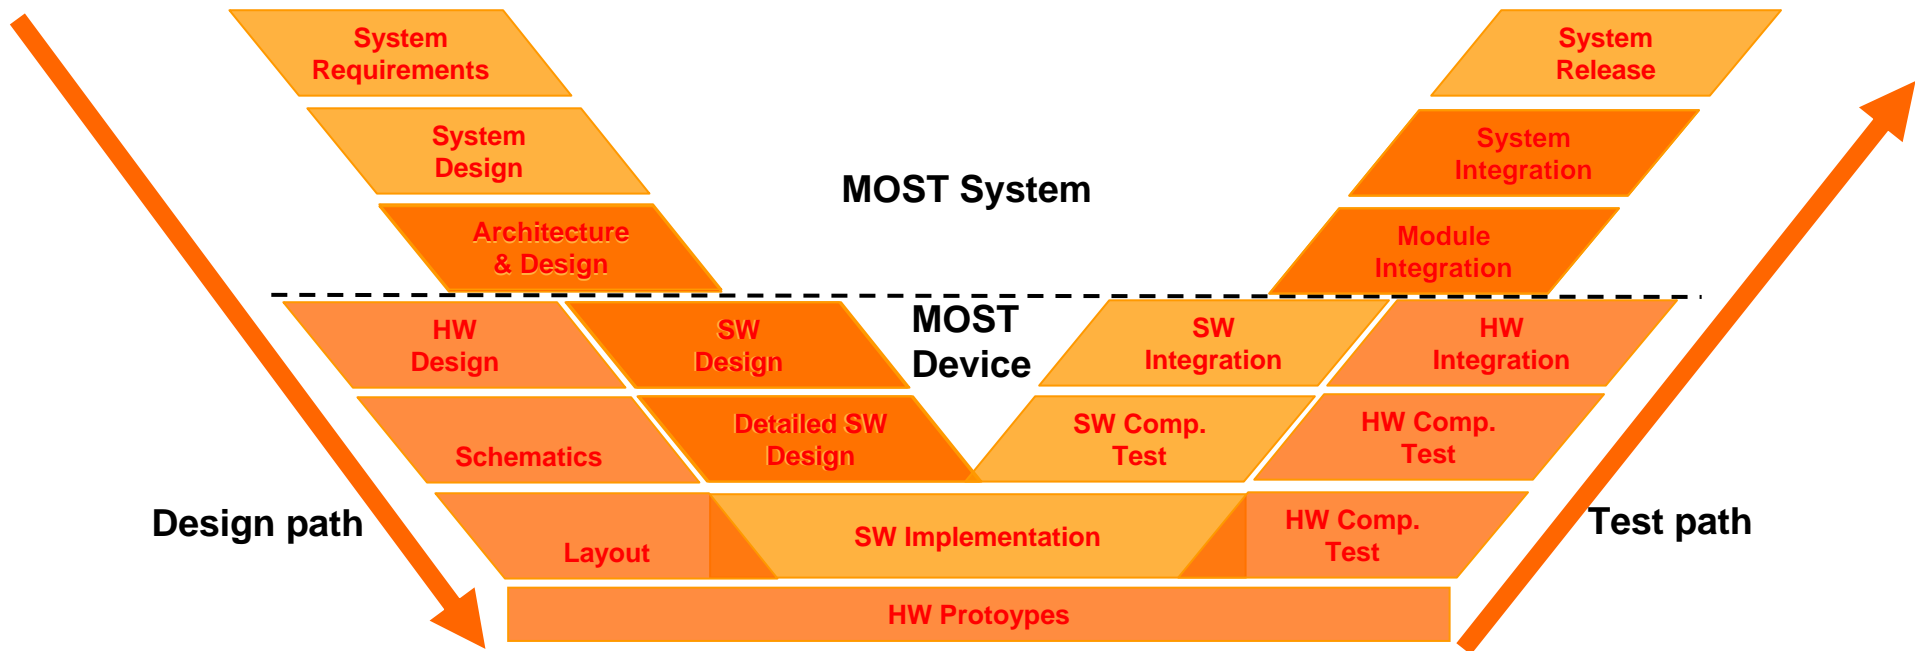 System
Requirements
System
Release
System
Design
System
Integration
MOST System
Architecture
& Design
Module
Integration
HW
Design
SW
Design
MOST
Device
SW
Integration
HW
Integration
Schematics
Detailed SW
Design
SW Comp.
Test
HW Comp.
Test
Design path
Layout
SW Implementation
HW Comp.
Test
Test path
HW Protoypes